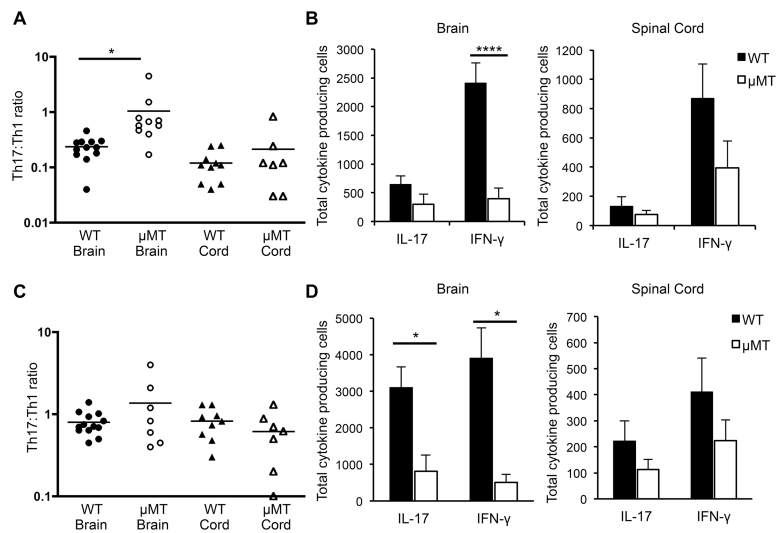 A
Th17:Th1 ratio
10
1
0.1
0.01
*
WT Brain
µMT Brain
WT Cord
µMT Cord
B
Brain
Total cytokine producing cells
3000
2500
2000
1500
1000
500
0
****
IL-17
IFN-γ
Spinal Cord
Total cytokine producing cells
1200
1000
800
600
400
200
0
IL-17
IFN-γ
WT
µMT
C
Th17:Th1 ratio
10
1
0.1
WT Brain
µMT Brain
WT Cord
µMT Cord
D
Brain
Total cytokine producing cells
5000
4000
3000
2000
1000
0
*
*
IL-17
IFN-γ
Spinal Cord
Total cytokine producing cells
700
600
500
400
300
200
100
0
IL-17
IFN-γ
WT
µMT